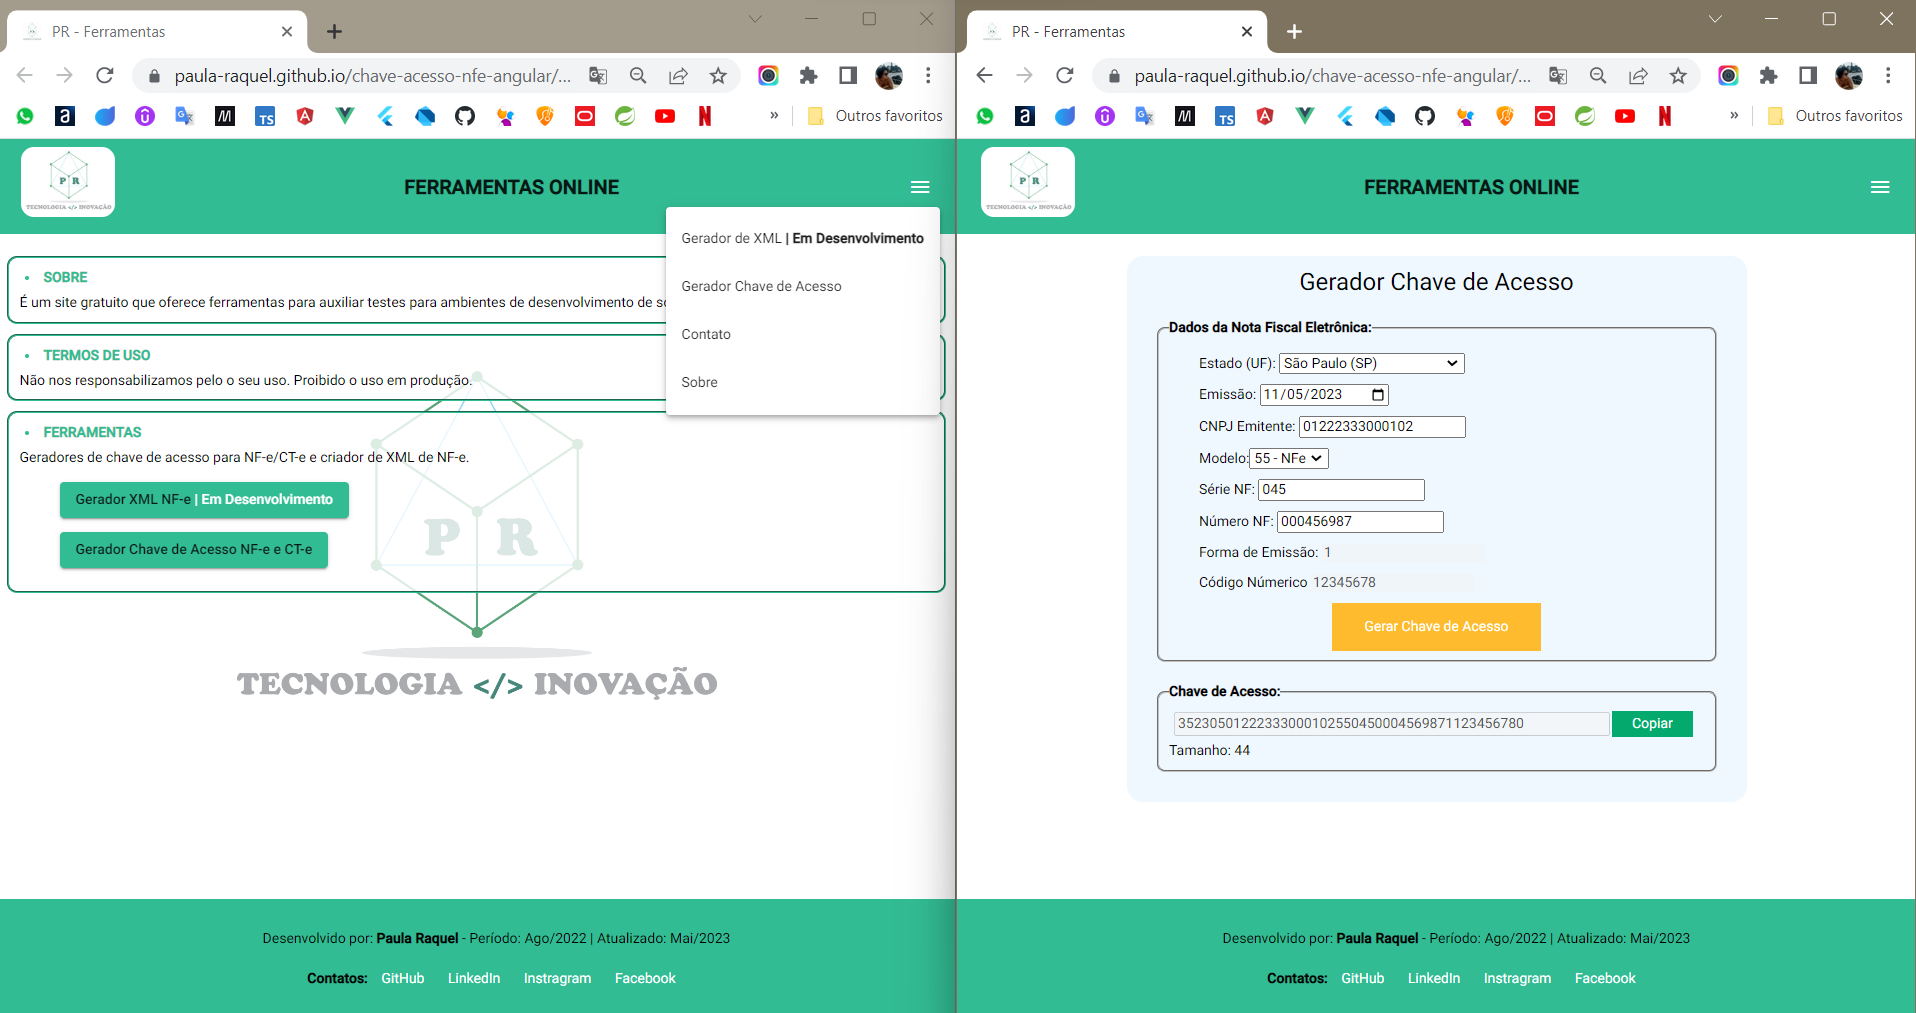 PR - Ferramentas
paula-raquel.github.io/chave-acesso-nfe-angular/...
Outros favoritos
P R
TECNOLOGIA </> INOVAÇÃO
FERRAMENTAS ONLINE
Gerador de XML | Em Desenvolvimento
Gerador Chave de Acesso
Contato
Sobre
• SOBRE
É um site gratuito que oferece ferramentas para auxiliar testes para ambientes de desenvolvimento de so
• TERMOS DE USO
Não nos responsabilizamos pelo o seu uso. Proibido o uso em produção.
• FERRAMENTAS
Geradores de chave de acesso para NF-e/CT-e e criador de XML de NF-e.
Gerador XML NF-e | Em Desenvolvimento
Gerador Chave de Acesso NF-e e CT-e
P R
TECNOLOGIA </> INOVAÇÃO
Desenvolvido por: Paula Raquel - Período: Ago/2022 | Atualizado: Mai/2023
Contatos: GitHub LinkedIn Instragram Facebook
PR - Ferramentas
paula-raquel.github.io/chave-acesso-nfe-angular/...
Outros favoritos
P R
TECNOLOGIA </> INOVAÇÃO
FERRAMENTAS ONLINE
Gerador Chave de Acesso
Dados da Nota Fiscal Eletrônica:
Estado (UF): São Paulo (SP)
Emissão: 11/05/2023
CNPJ Emitente: 01222333000102
Modelo: 55 - NFe
Série NF: 045
Número NF: 000456987
Forma de Emissão: 1
Código Númerico 12345678
Gerar Chave de Acesso
Chave de Acesso:
35230501222333000102550450004569871123456780 Copiar
Tamanho: 44
Desenvolvido por: Paula Raquel - Período: Ago/2022 | Atualizado: Mai/2023
Contatos: GitHub LinkedIn Instragram Facebook